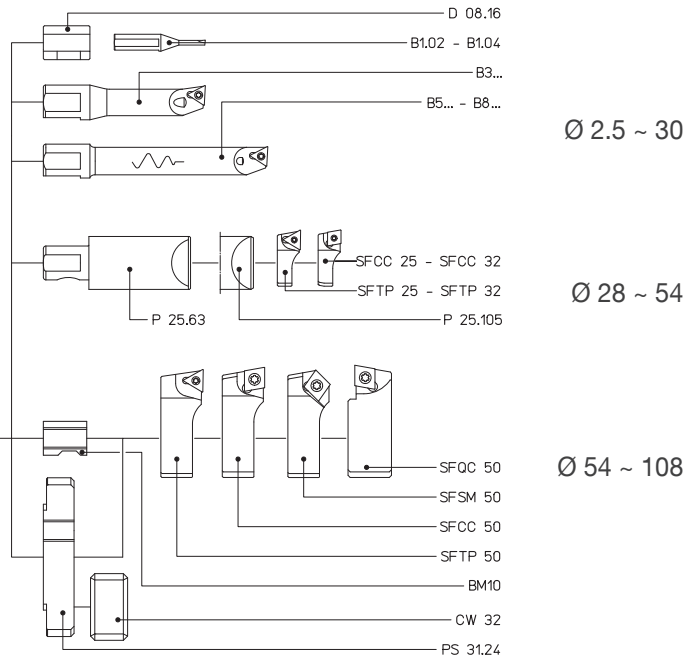 D 08.16
B1.02 - B1.04
B3...
B5... - B8...
Ø 2.5 ~ 30
SFCC 25 - SFCC 32
SFTP 25 - SFTP 32
Ø 28 ~ 54
P 25.63
P 25.105
SFQC 50
Ø 54 ~ 108
SFSM 50
SFCC 50
SFTP 50
BM10
CW 32
PS 31.24